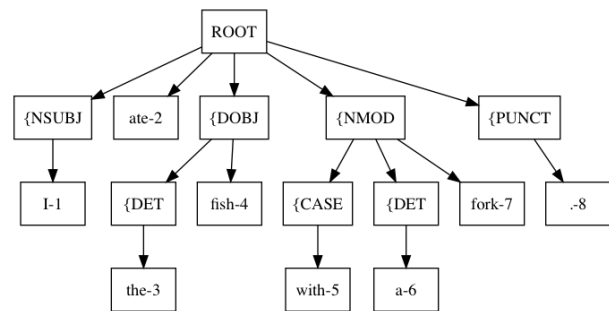 ROOT
{NSUBJ ate-2 {DOBJ {NMOD {PUNCT
I-1 {DET fish-4 {CASE {DET fork-7 .-8
the-3 with-5 a-6